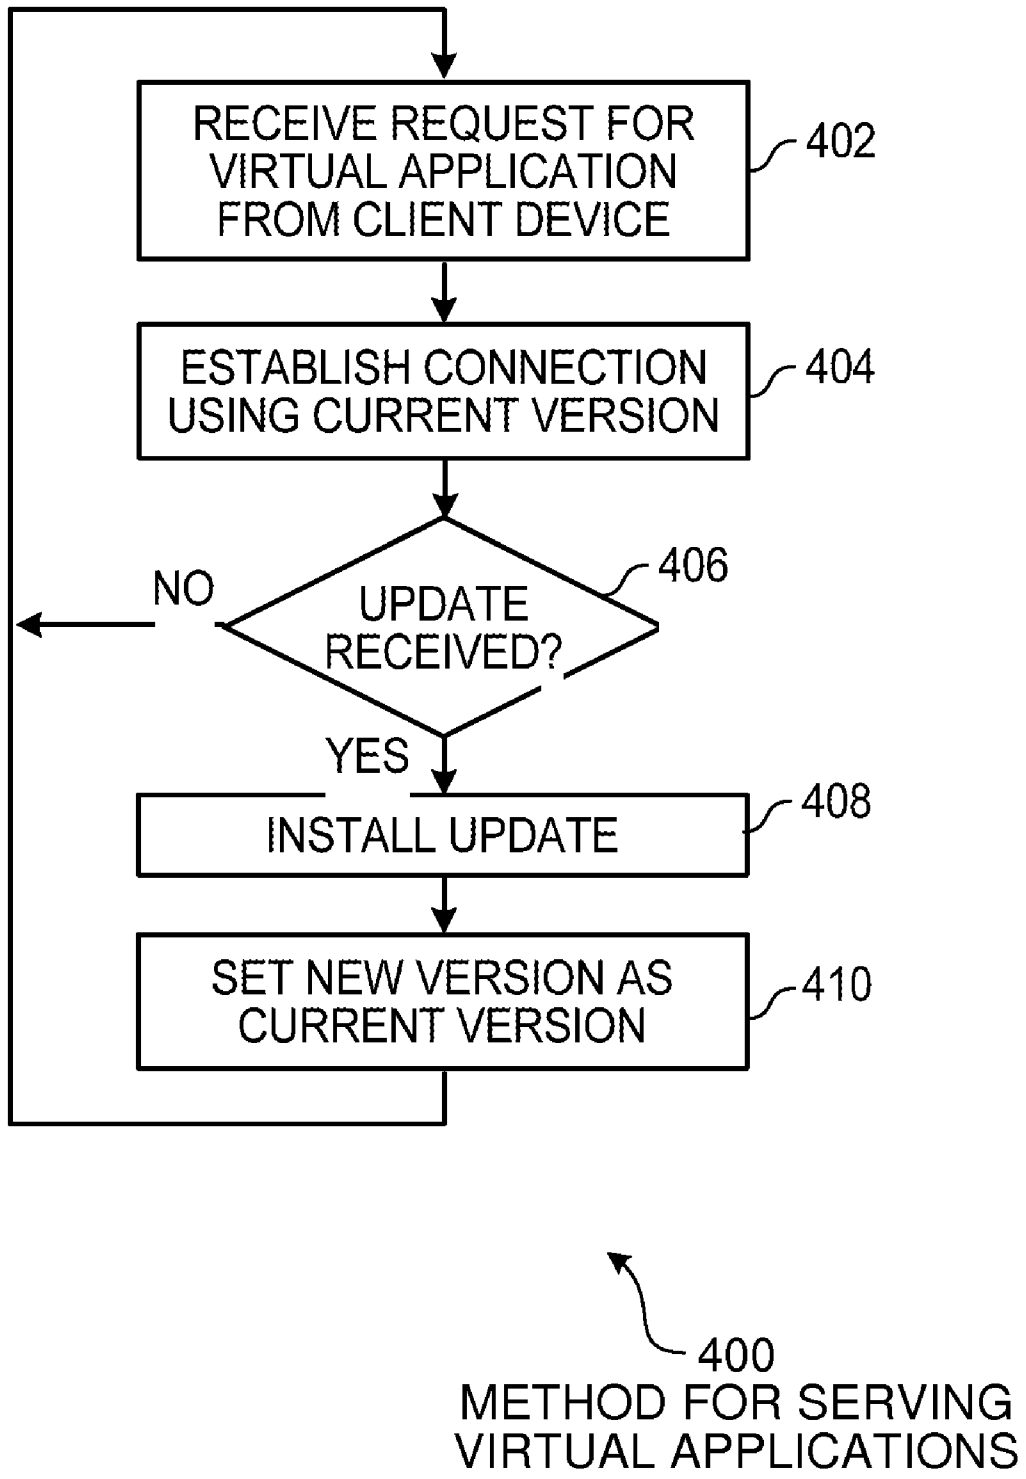 RECEIVE REQUEST FOR
VIRTUAL APPLICATION
FROM CLIENT DEVICE
402
ESTABLISH CONNECTION
USING CURRENT VERSION
404
406
NO
UPDATE
RECEIVED?
YES
408
INSTALL UPDATE
SET NEW VERSION AS
CURRENT VERSION
410
400
METHOD FOR SERVING
VIRTUAL APPLICATIONS